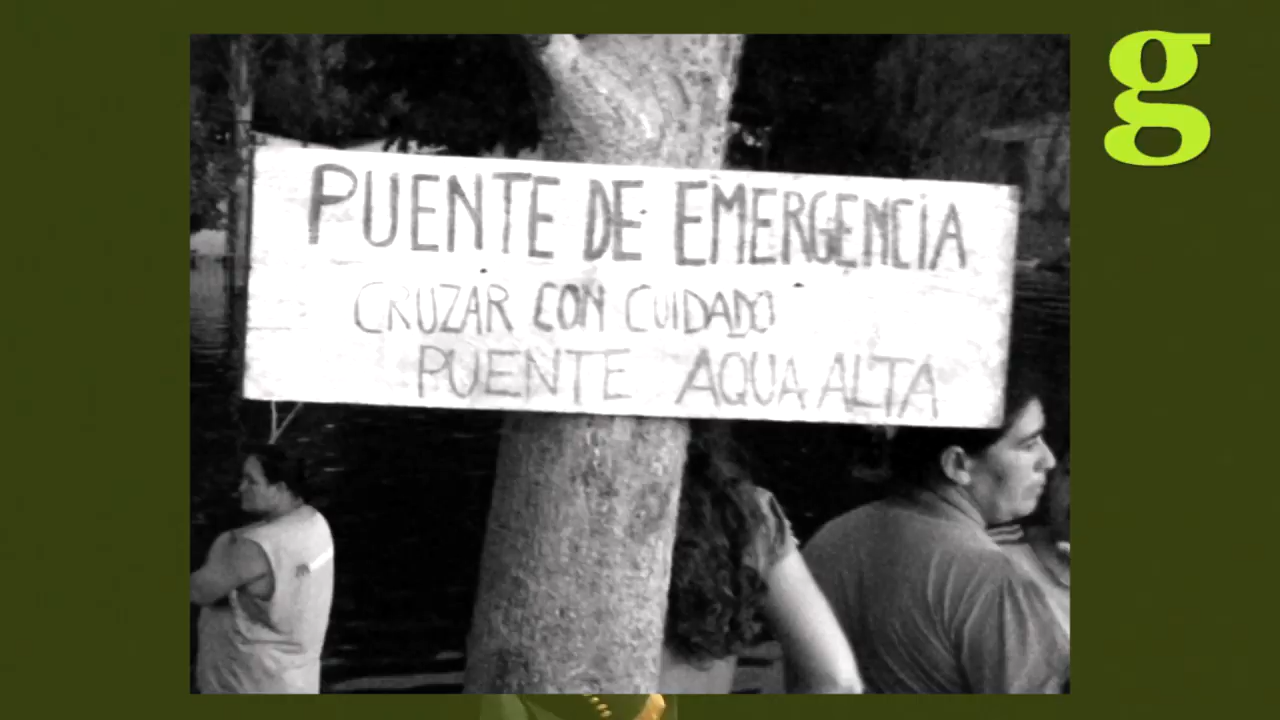 PUENTE DE EMERGENCIA
CRUZAR CON CUIDADO
PUENTE AQUA ALTA
g